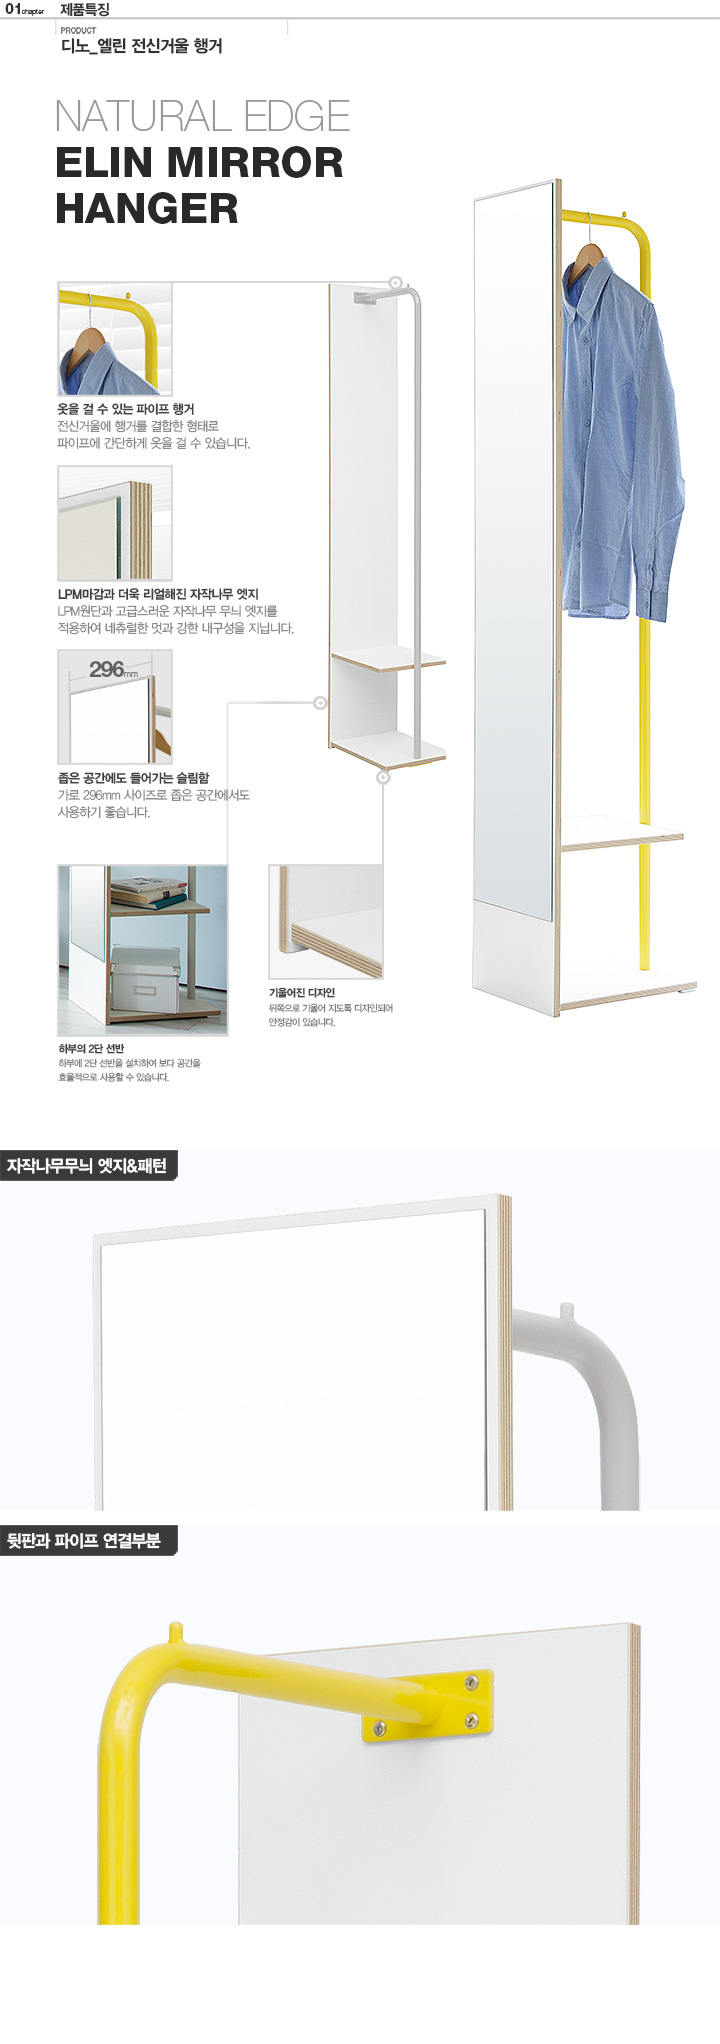 01 chapter 제품특징
PRODUCT
디노_엘린 전신거울 행거
NATURAL EDGE
ELIN MIRROR
HANGER
옷을 걸 수 있는 파이프 행거
전신거울에 행거를 결합한 형태로
파이프에 간단하게 옷을 걸 수 있습니다.
LPM마감과 더욱 리얼해진 자작나무 엣지
LPM원단과 고급스러운 자작나무 무늬 엣지를
적용하여 네츄럴한 멋과 강한 내구성을 지닙니다.
296mm
좁은 공간에도 들어가는 슬림함
가로 296mm 사이즈로 좁은 공간에서도
사용하기 좋습니다.
기울어진 디자인
뒤쪽으로 기울어 지도록 디자인되어
안정감이 있습니다.
하부의 2단 선반
하부에 2단 선반을 설치하여 보다 공간을
효율적으로 사용할 수 있습니다.
자작나무무늬 엣지&패턴
뒷판과 파이프 연결부분